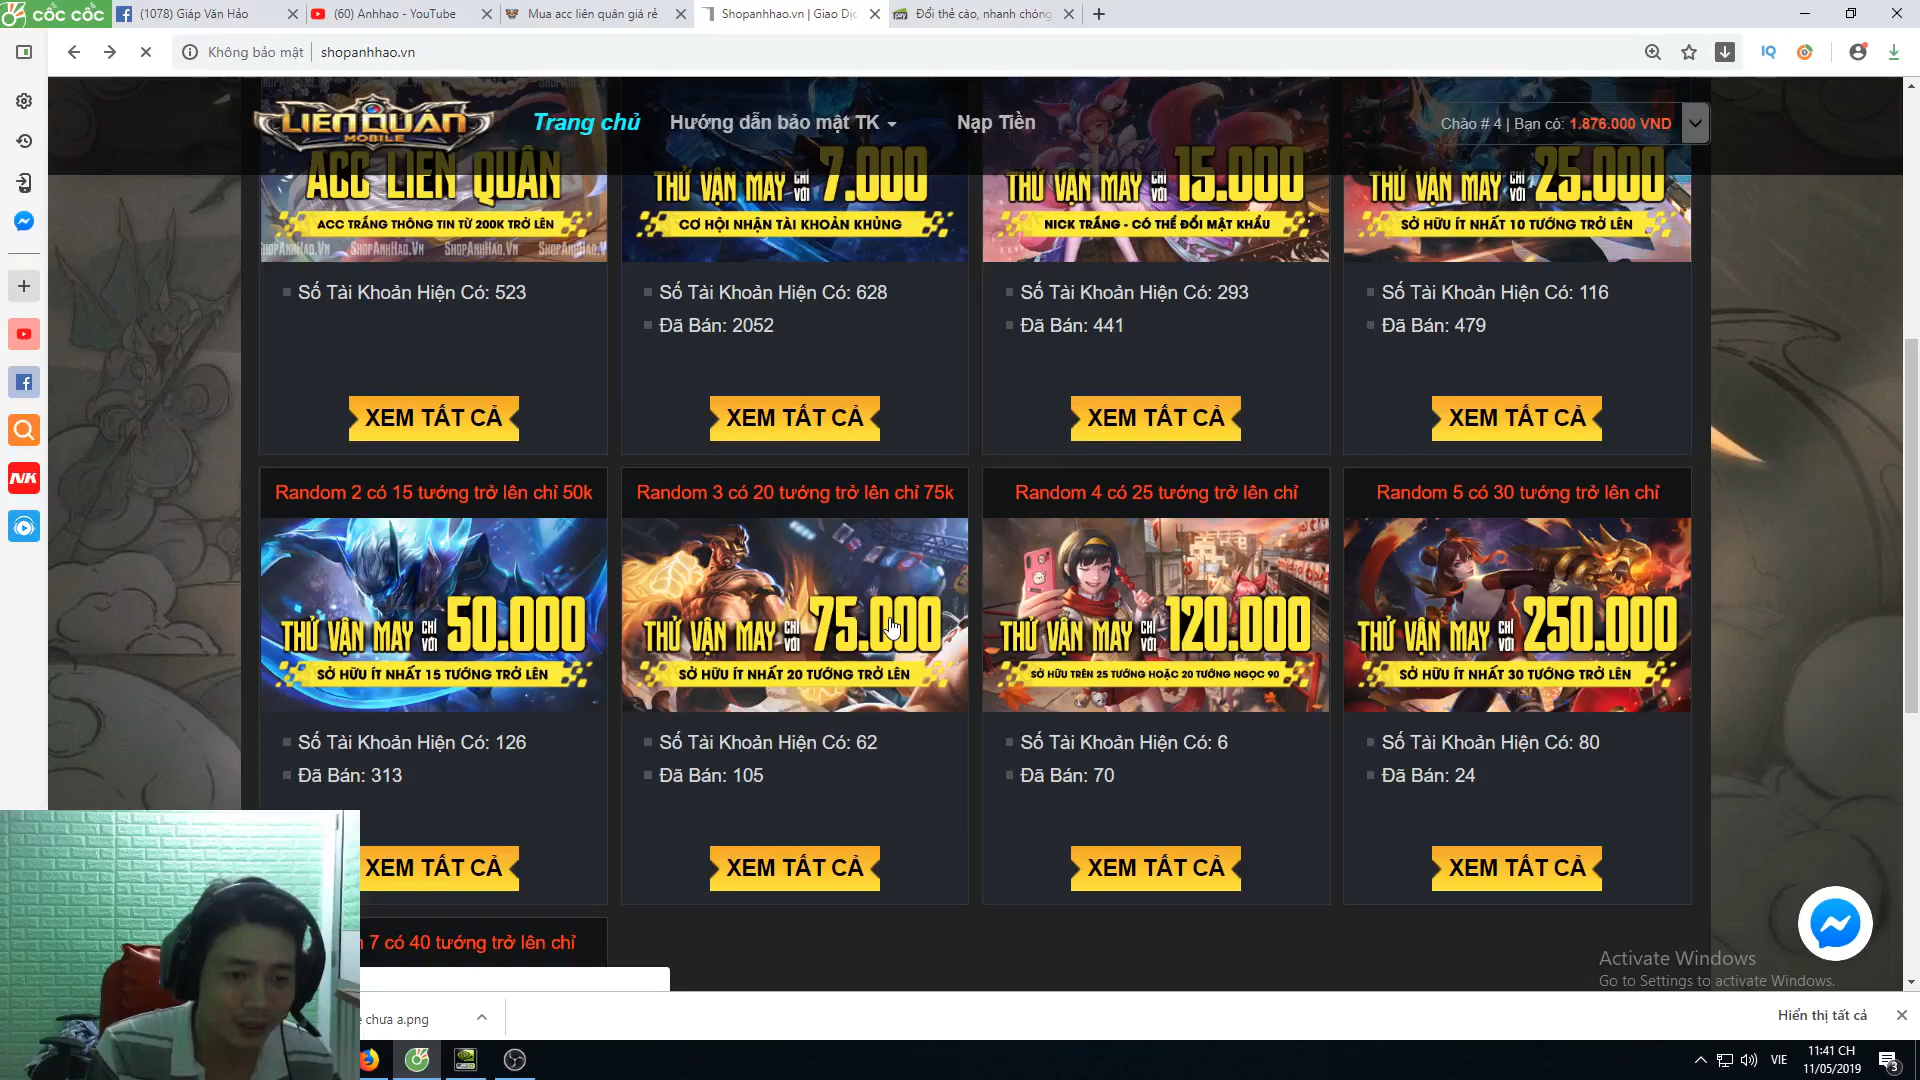 cốc cốc
(1078) Giáp Văn Hảo
(60) Anhhao - YouTube
Mua acc liên quân giá rẻ
Shopanhhao.vn | Giao Dịc
Đổi thẻ cào, nhanh chóng
Không bảo mật
shopanhhao.vn
IQ
LIÊNQUÂN
MOBILE
Trang chủ
Hướng dẫn bảo mật TK
Nạp Tiền
Chào # 4 | Bạn có: 1.876.000 VND
ACC LIÊN QUÂN
ACC TRẮNG THÔNG TIN TỪ 200K TRỞ LÊN
ShopAnhHao.Vn ShopAnhHao.Vn
THỬ VẬN MAY CHỈ VỚI 7.000
CƠ HỘI NHẬN TÀI KHOẢN KHỦNG
THỬ VẬN MAY CHỈ VỚI 15.000
NICK TRẮNG - CÓ THỂ ĐỔI MẬT KHẨU
THỬ VẬN MAY CHỈ VỚI 25.000
SỞ HỮU ÍT NHẤT 10 TƯỚNG TRỞ LÊN
Số Tài Khoản Hiện Có: 523
Số Tài Khoản Hiện Có: 628
Đã Bán: 2052
Số Tài Khoản Hiện Có: 293
Đã Bán: 441
Số Tài Khoản Hiện Có: 116
Đã Bán: 479
XEM TẤT CẢ
XEM TẤT CẢ
XEM TẤT CẢ
XEM TẤT CẢ
NK
Random 2 có 15 tướng trở lên chỉ 50k
Random 3 có 20 tướng trở lên chỉ 75k
Random 4 có 25 tướng trở lên chỉ
Random 5 có 30 tướng trở lên chỉ
THỬ VẬN MAY CHỈ VỚI 50.000
SỞ HỮU ÍT NHẤT 15 TƯỚNG TRỞ LÊN
THỬ VẬN MAY CHỈ VỚI 75.000
SỞ HỮU ÍT NHẤT 20 TƯỚNG TRỞ LÊN
THỬ VẬN MAY CHỈ VỚI 120.000
SỞ HỮU TRÊN 25 TƯỚNG HOẶC 20 TƯỚNG NGỌC 90
THỬ VẬN MAY CHỈ VỚI 250.000
SỞ HỮU ÍT NHẤT 30 TƯỚNG TRỞ LÊN
Số Tài Khoản Hiện Có: 126
Đã Bán: 313
Số Tài Khoản Hiện Có: 62
Đã Bán: 105
Số Tài Khoản Hiện Có: 6
Đã Bán: 70
Số Tài Khoản Hiện Có: 80
Đã Bán: 24
XEM TẤT CẢ
XEM TẤT CẢ
XEM TẤT CẢ
XEM TẤT CẢ
7 có 40 tướng trở lên chỉ
Activate Windows
Go to Settings to activate Windows.
chưa a.png
Hiển thị tất cả
VIE
11:41 CH
11/05/2019
3